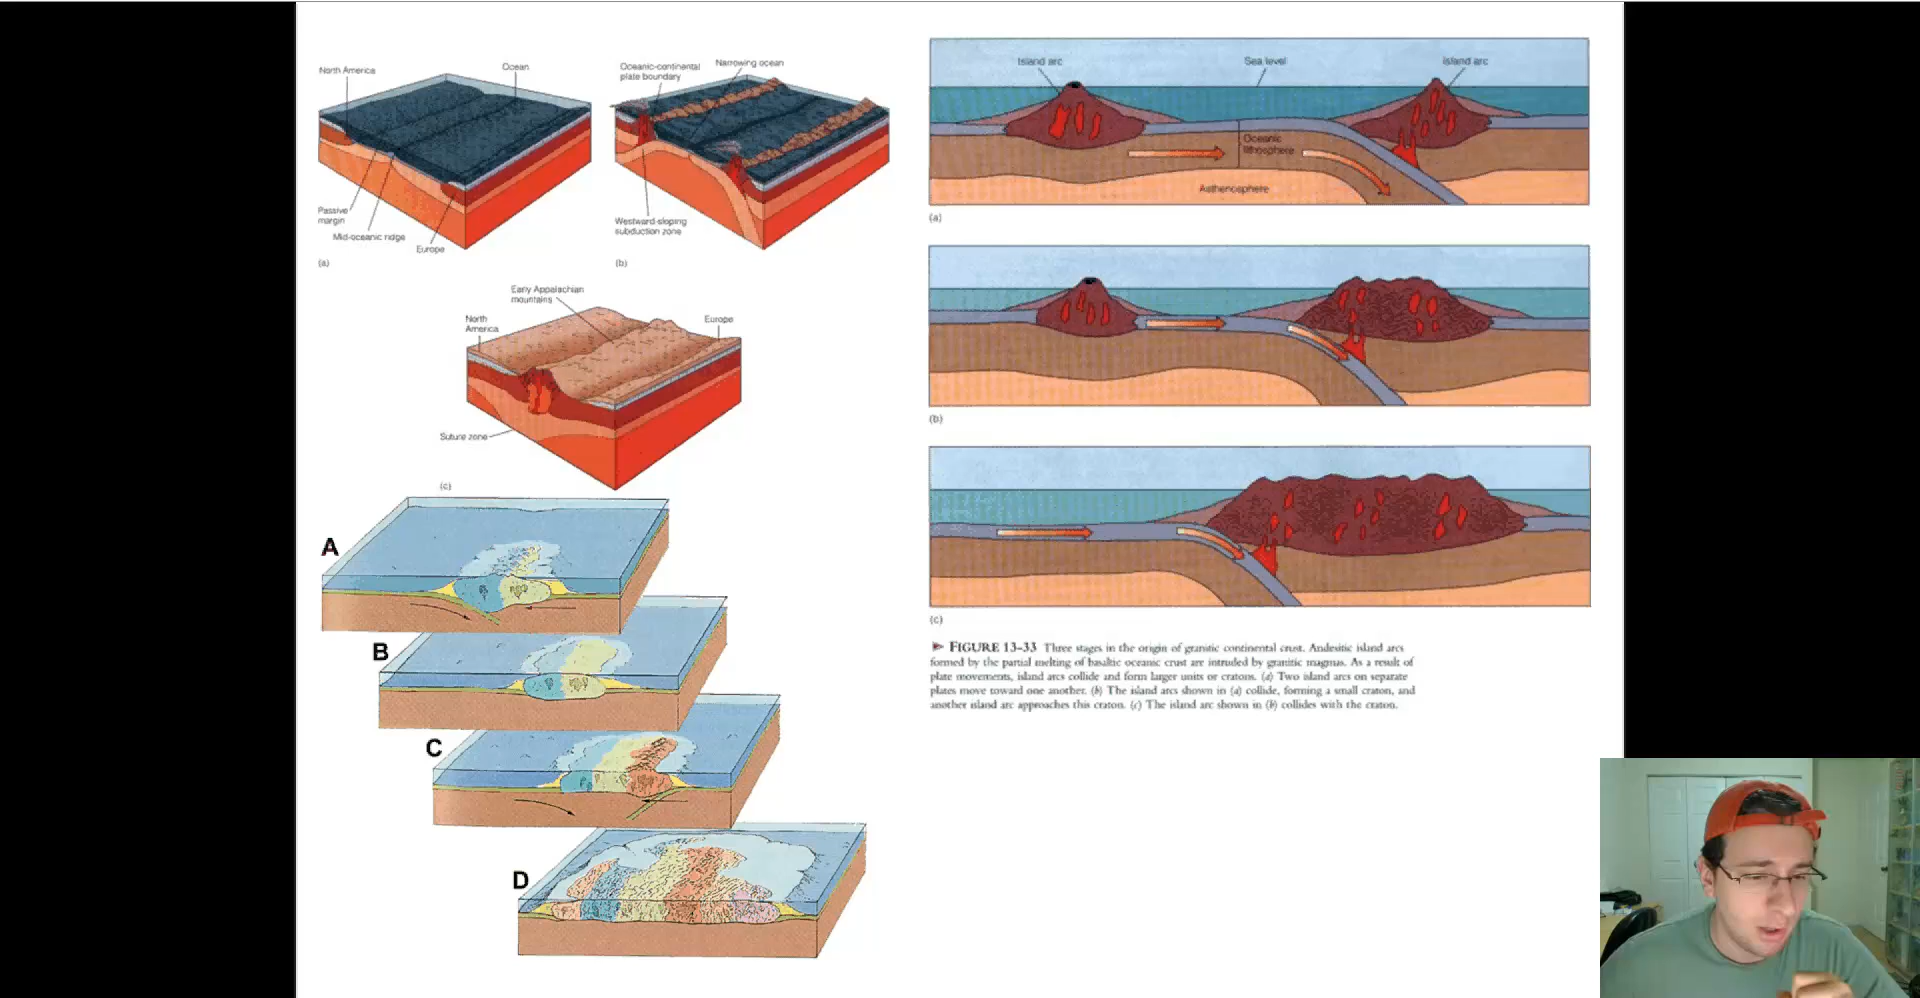 North America
Ocean
Passive
margin
Mid-oceanic ridge
Europe
(a)
Oceanic-continental
plate boundary
Narrowing ocean
Westward-sloping
subduction zone
(b)
Early Appalachian
mountains
North
America
Europe
Suture zone
(c)
A
B
C
D
Island arc
Sea level
Island arc
Oceanic
lithosphere
Asthenosphere
(a)
(b)
(c)
FIGURE 13-33 Three stages in the origin of granitic continental crust. Andesitic island arcs
formed by the partial melting of basaltic oceanic crust are intruded by granitic magmas. As a result of
plate movements, island arcs collide and form larger units or cratons. (a) Two island arcs on separate
plates move toward one another. (b) The island arcs shown in (a) collide, forming a small craton, and
another island arc approaches this craton. (c) The island arc shown in (b) collides with the craton.